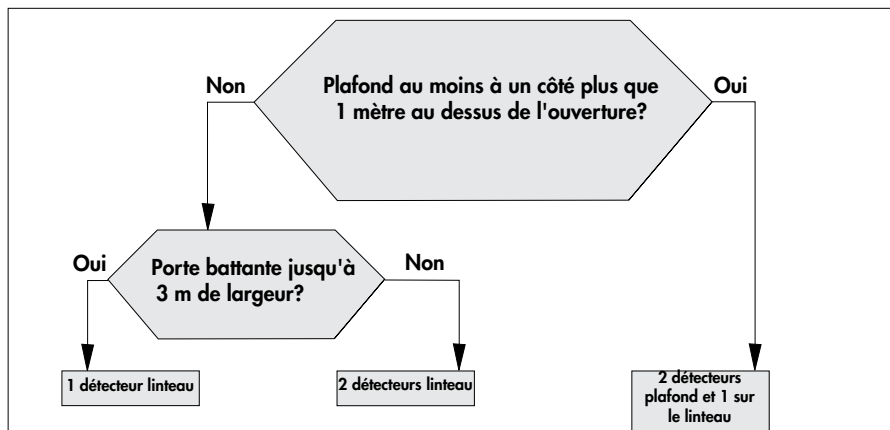 Non
Plafond au moins à un côté plus que
1 mètre au dessus de l'ouverture?
Oui
Oui
Porte battante jusqu'à
3 m de largeur?
Non
1 détecteur linteau
2 détecteurs linteau
2 détecteurs
plafond et 1 sur
le linteau